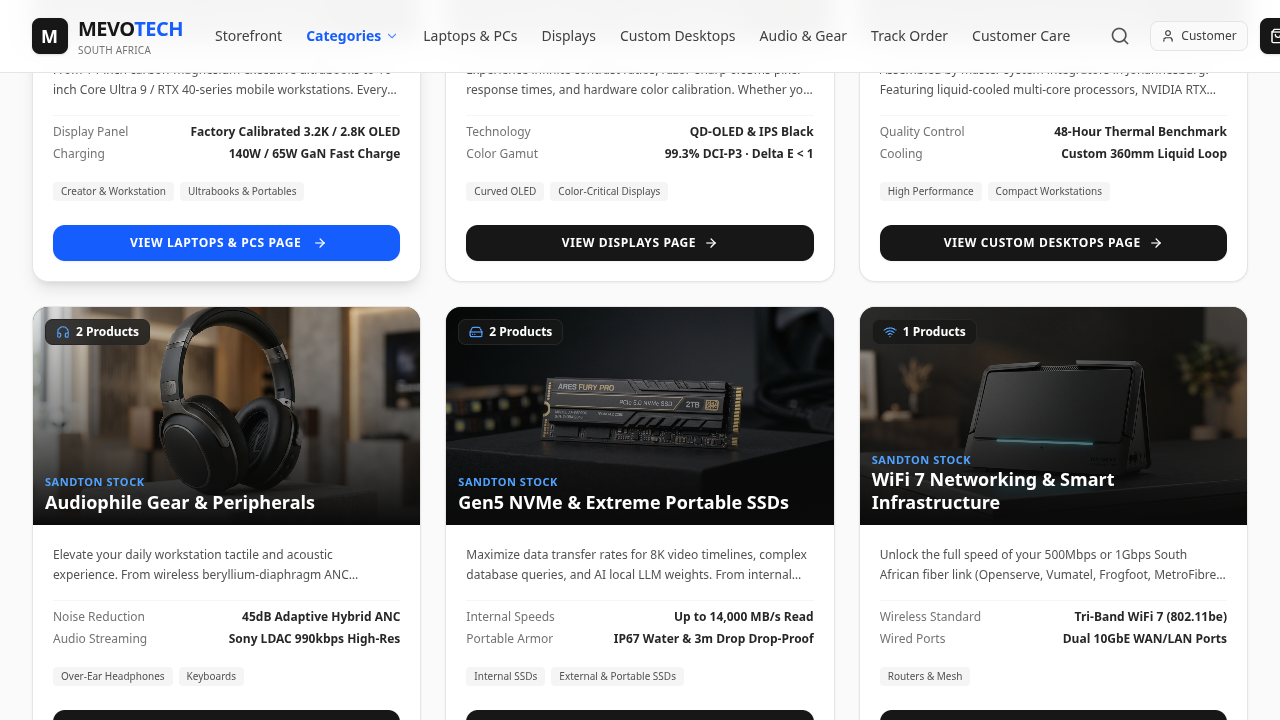 M
MEVOTECH
SOUTH AFRICA
Storefront
Categories
Laptops & PCs
Displays
Custom Desktops
Audio & Gear
Track Order
Customer Care
Customer
inch Core Ultra 9 / RTX 40-series mobile workstations. Every...
Display Panel
Factory Calibrated 3.2K / 2.8K OLED
Charging
140W / 65W GaN Fast Charge
Creator & Workstation
Ultrabooks & Portables
VIEW LAPTOPS & PCS PAGE
response times, and hardware color calibration. Whether yo...
Technology
QD-OLED & IPS Black
Color Gamut
99.3% DCI-P3 · Delta E < 1
Curved OLED
Color-Critical Displays
VIEW DISPLAYS PAGE
Featuring liquid-cooled multi-core processors, NVIDIA RTX...
Quality Control
48-Hour Thermal Benchmark
Cooling
Custom 360mm Liquid Loop
High Performance
Compact Workstations
VIEW CUSTOM DESKTOPS PAGE
2 Products
SANDTON STOCK
Audiophile Gear & Peripherals
Elevate your daily workstation tactile and acoustic
experience. From wireless beryllium-diaphragm ANC...
Noise Reduction
45dB Adaptive Hybrid ANC
Audio Streaming
Sony LDAC 990kbps High-Res
Over-Ear Headphones
Keyboards
2 Products
ARES FURY PRO
PCIe 5.0 NVMe SSD
2TB
SANDTON STOCK
Gen5 NVMe & Extreme Portable SSDs
Maximize data transfer rates for 8K video timelines, complex
database queries, and AI local LLM weights. From internal...
Internal Speeds
Up to 14,000 MB/s Read
Portable Armor
IP67 Water & 3m Drop Drop-Proof
Internal SSDs
External & Portable SSDs
1 Products
SANDTON STOCK
WiFi 7 Networking & Smart
Infrastructure
Unlock the full speed of your 500Mbps or 1Gbps South
African fiber link (Openserve, Vumatel, Frogfoot, MetroFibre...
Wireless Standard
Tri-Band WiFi 7 (802.11be)
Wired Ports
Dual 10GbE WAN/LAN Ports
Routers & Mesh